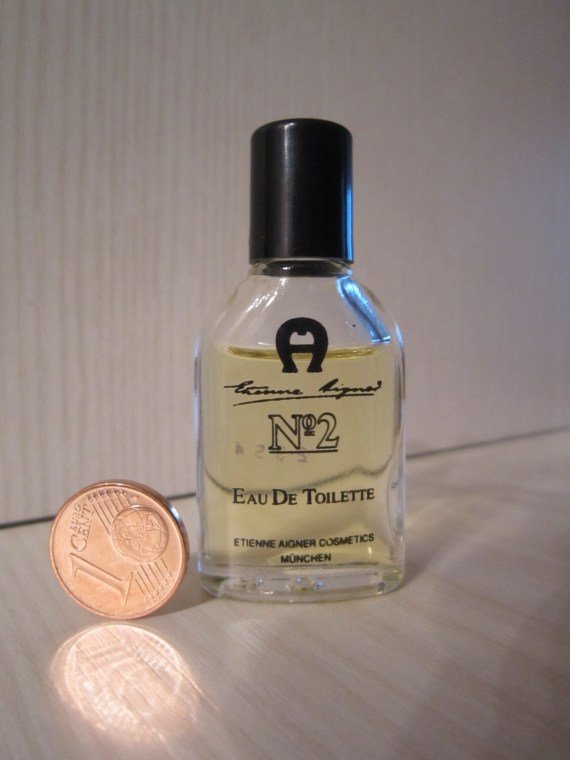 Etienne Aigner
Nº2
EAU DE TOILETTE
ETIENNE AIGNER COSMETICS
MÜNCHEN
1
EURO
CENT